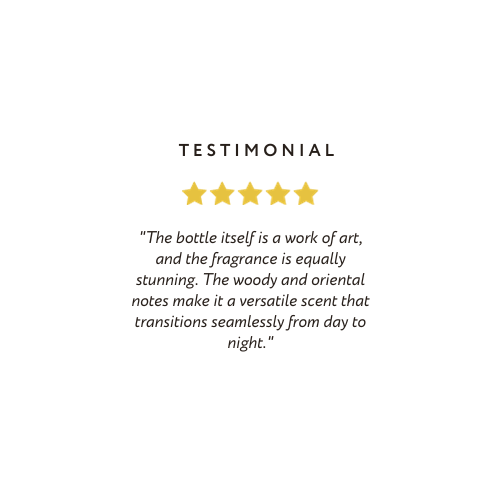 TESTIMONIAL
"The bottle itself is a work of art,
and the fragrance is equally
stunning. The woody and oriental
notes make it a versatile scent that
transitions seamlessly from day to
night."